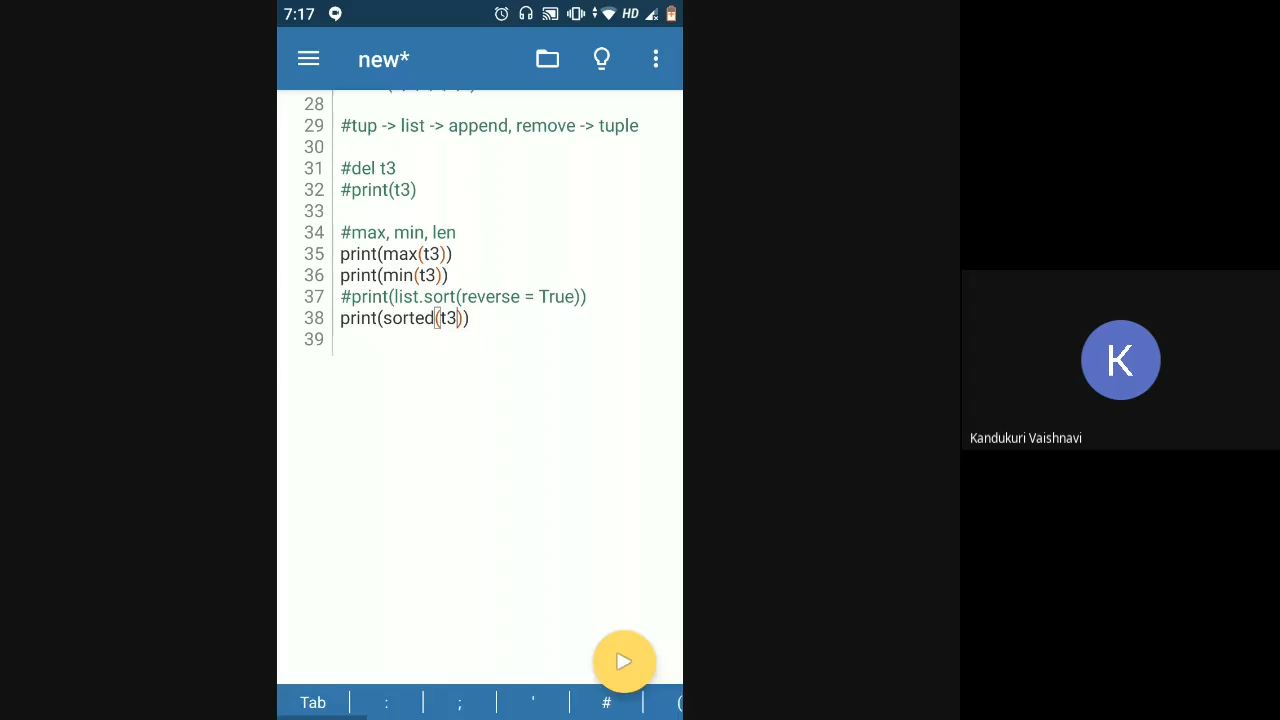 7:17 HD
new*
28
29 #tup -> list -> append, remove -> tuple
30
31 #del t3
32 #print(t3)
33
34 #max, min, len
35 print(max(t3))
36 print(min(t3))
37 #print(list.sort(reverse = True))
38 print(sorted(t3))
39
Tab : ; ' # (
K
Kandukuri Vaishnavi